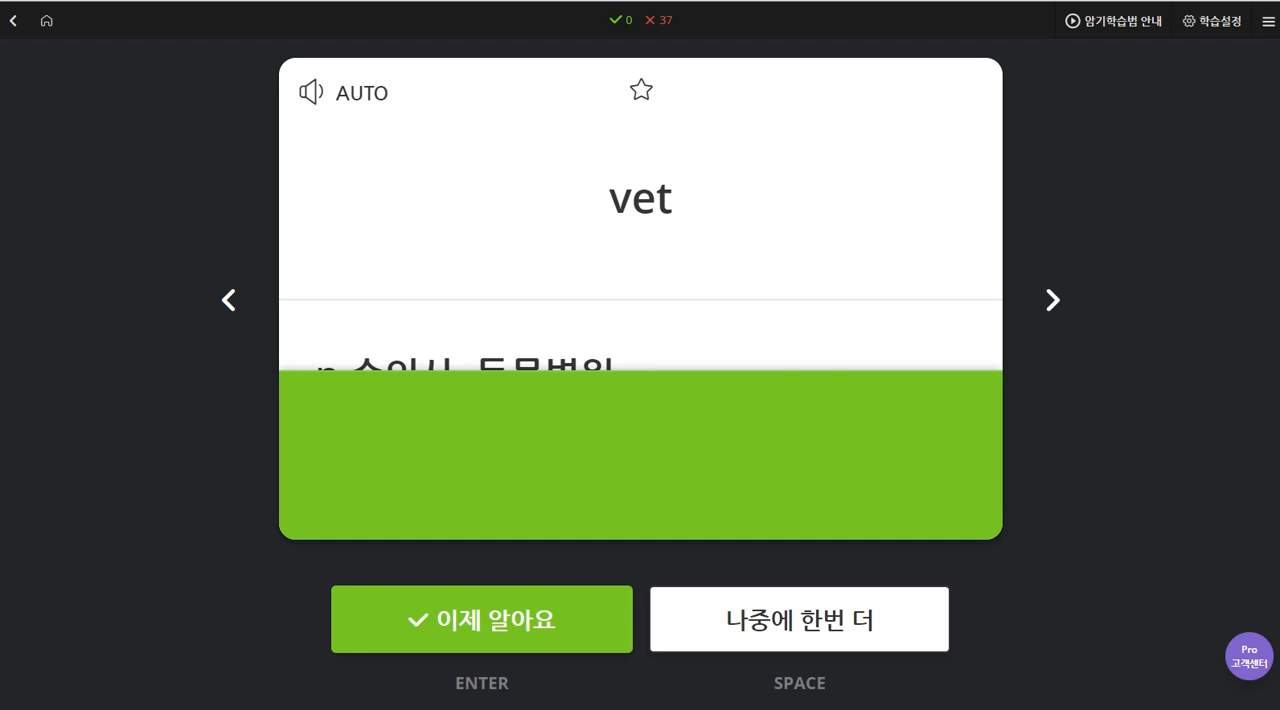 0 37 암기학습법 안내 학습설정
AUTO
vet
이제 알아요 나중에 한번 더
ENTER SPACE
Pro
고객센터